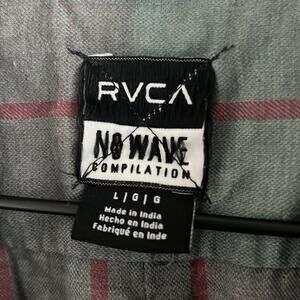 RVCA
NO WAVE
COMPILATION
L|G|G
Made in India
Hecho en India
Fabriqué en Inde